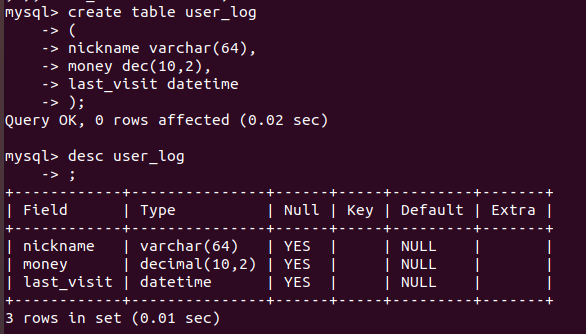 mysql> create table user_log
    -> (
    -> nickname varchar(64),
    -> money dec(10,2),
    -> last_visit datetime
    -> );
Query OK, 0 rows affected (0.02 sec)

mysql> desc user_log
    -> ;
+------------+---------------+------+-----+---------+-------+
| Field      | Type          | Null | Key | Default | Extra |
+------------+---------------+------+-----+---------+-------+
| nickname   | varchar(64)   | YES  |     | NULL    |       |
| money      | decimal(10,2) | YES  |     | NULL    |       |
| last_visit | datetime      | YES  |     | NULL    |       |
+------------+---------------+------+-----+---------+-------+
3 rows in set (0.01 sec)